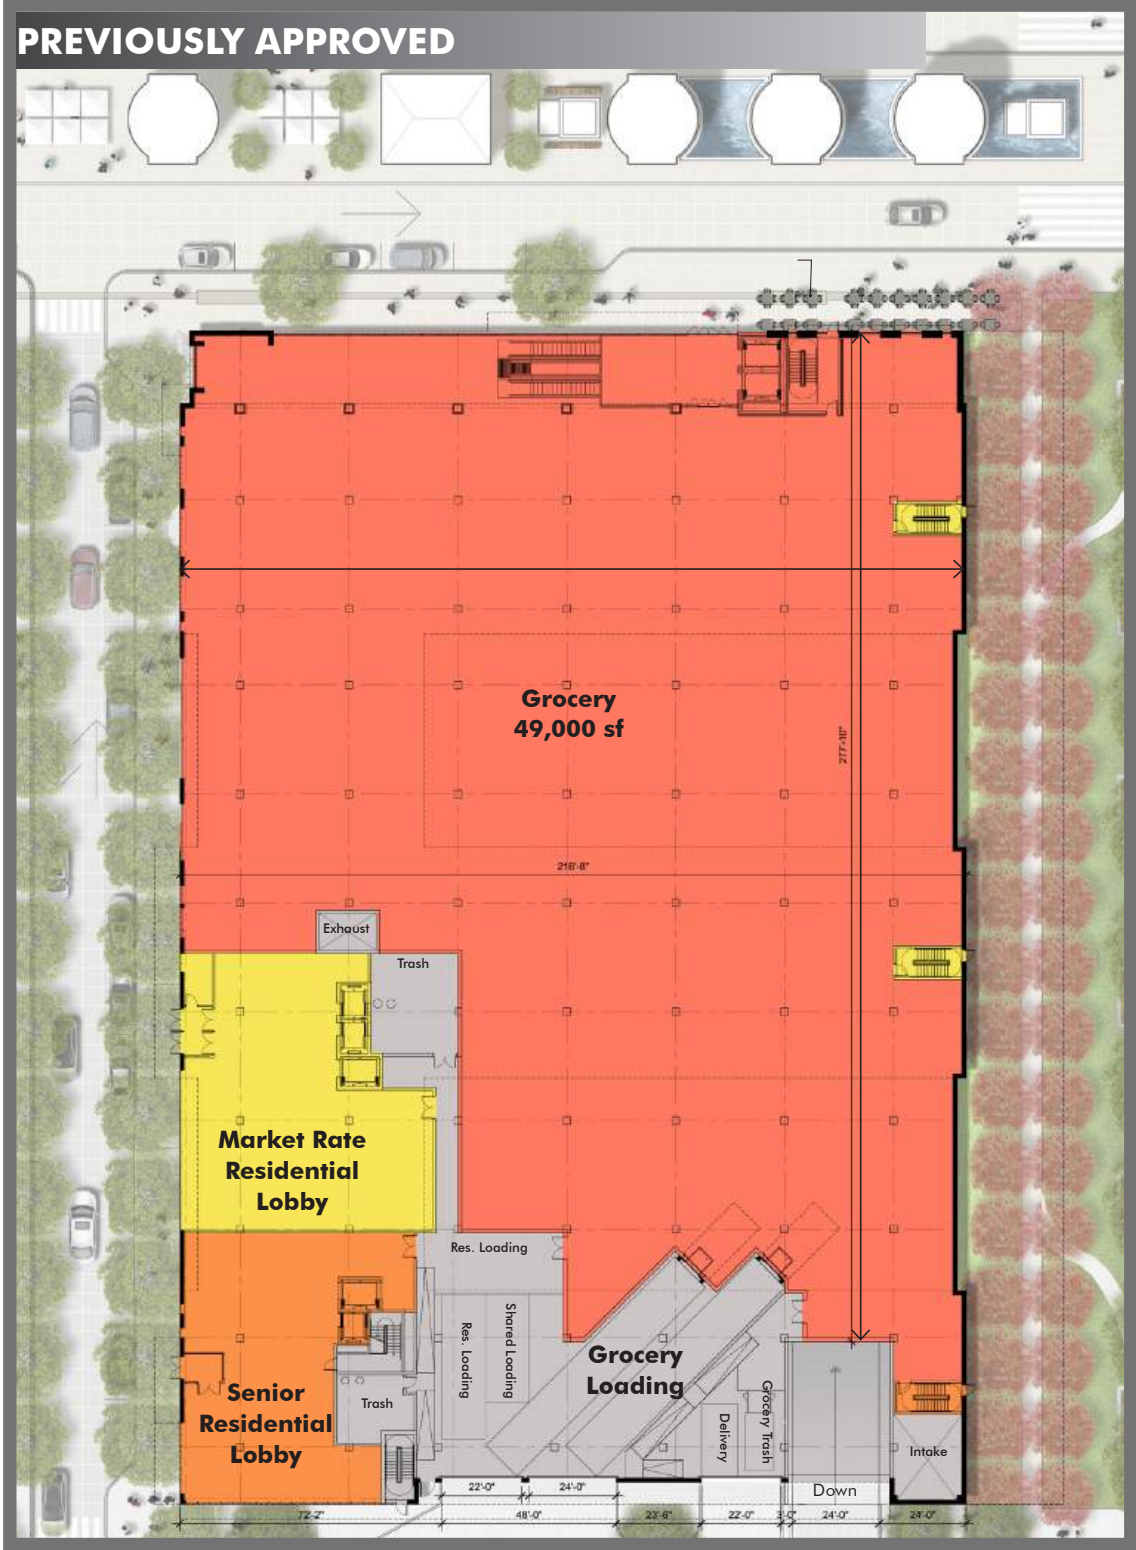 PREVIOUSLY APPROVED
Grocery
49,000 sf
277'-10"
216'-8"
Exhaust
Trash
Market Rate
Residential
Lobby
Res. Loading
Res. Loading
Shared Loading
Grocery
Loading
Senior
Residential
Lobby
Trash
Delivery
Grocery Trash
Intake
Down
22'-0"
24'-0"
72'-2"
48'-0"
23'-6"
22'-0"
3'-0"
24'-0"
24'-0"